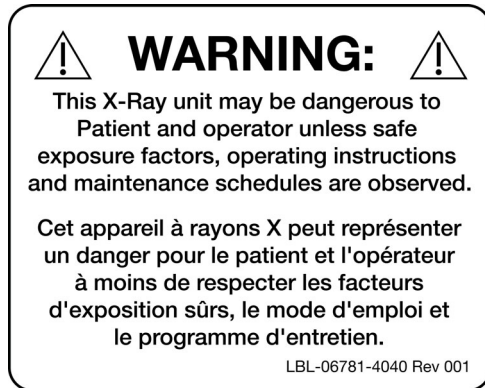 WARNING:
This X-Ray unit may be dangerous to
Patient and operator unless safe
exposure factors, operating instructions
and maintenance schedules are observed.
Cet appareil à rayons X peut représenter
un danger pour le patient et l'opérateur
à moins de respecter les facteurs
d'exposition sûrs, le mode d'emploi et
le programme d'entretien.
LBL-06781-4040 Rev 001